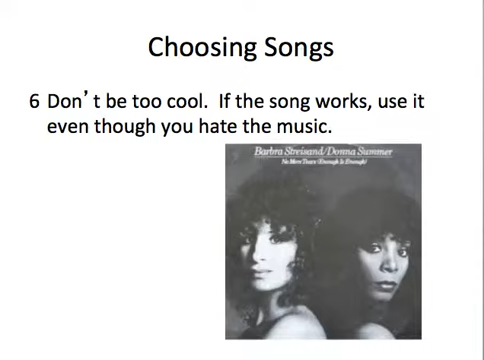 Choosing Songs
6 Don't be too cool. If the song works, use it
even though you hate the music.
Barbra Streisand/Donna Summer
No More Tears (Enough Is Enough)